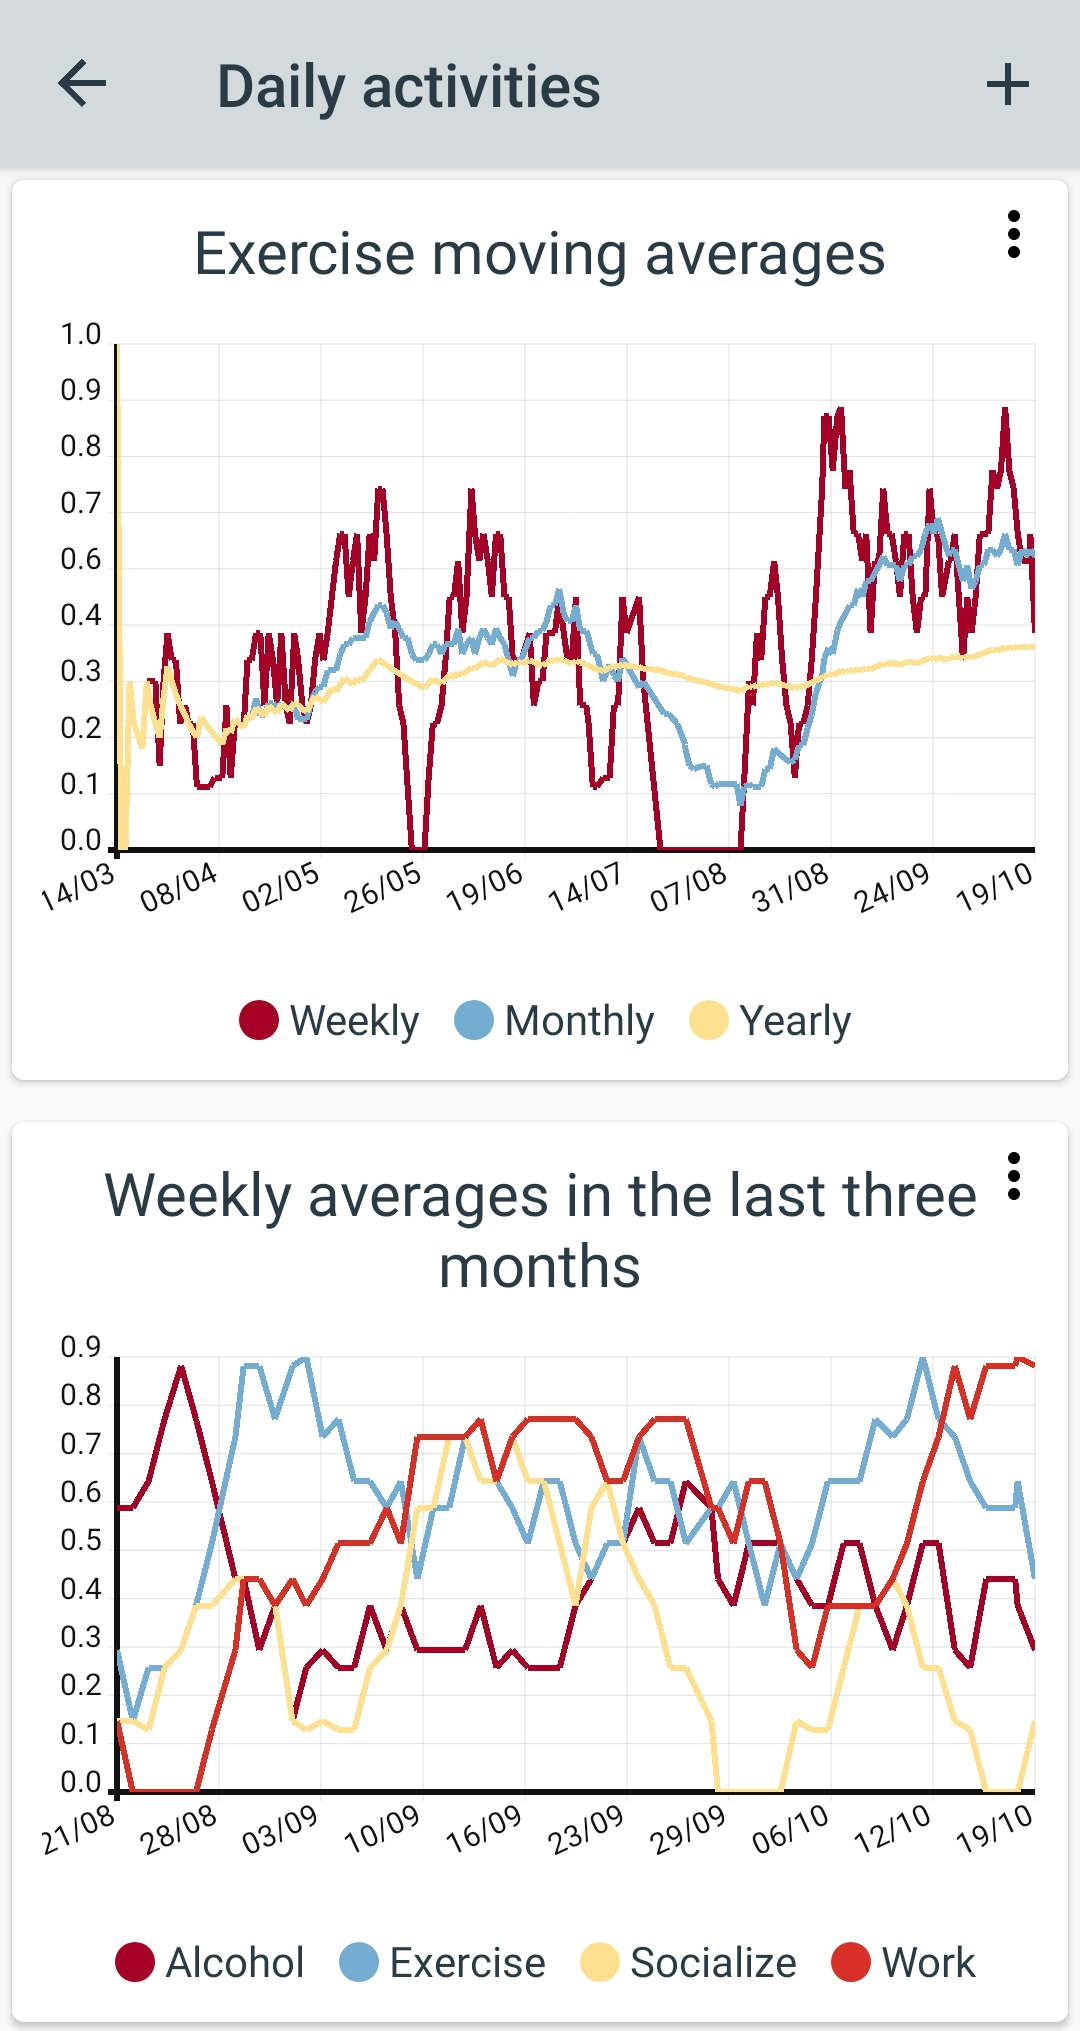 Daily activities
Exercise moving averages
1.0
0.9
0.8
0.7
0.6
0.4
0.3
0.2
0.1
0.0
14/03 08/04 02/05 26/05 19/06 14/07 07/08 31/08 24/09 19/10
Weekly Monthly Yearly
Weekly averages in the last three
months
0.9
0.8
0.7
0.6
0.5
0.4
0.3
0.2
0.1
0.0
21/08 28/08 03/09 10/09 16/09 23/09 29/09 06/10 12/10 19/10
Alcohol Exercise Socialize Work